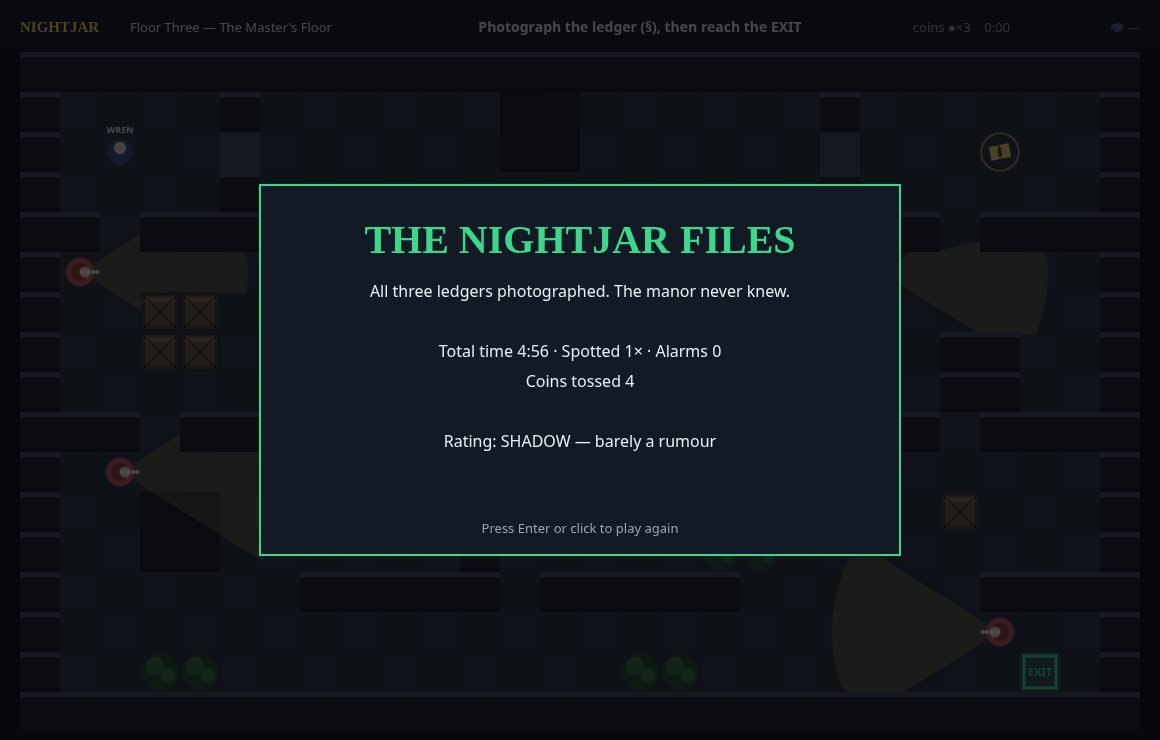 NIGHTJAR
Floor Three — The Master's Floor
Photograph the ledger (§), then reach the EXIT
coins ●×3 0:00
👁 —
WREN
§
THE NIGHTJAR FILES
All three ledgers photographed. The manor never knew.
Total time 4:56 · Spotted 1× · Alarms 0
Coins tossed 4
Rating: SHADOW — barely a rumour
Press Enter or click to play again
EXIT